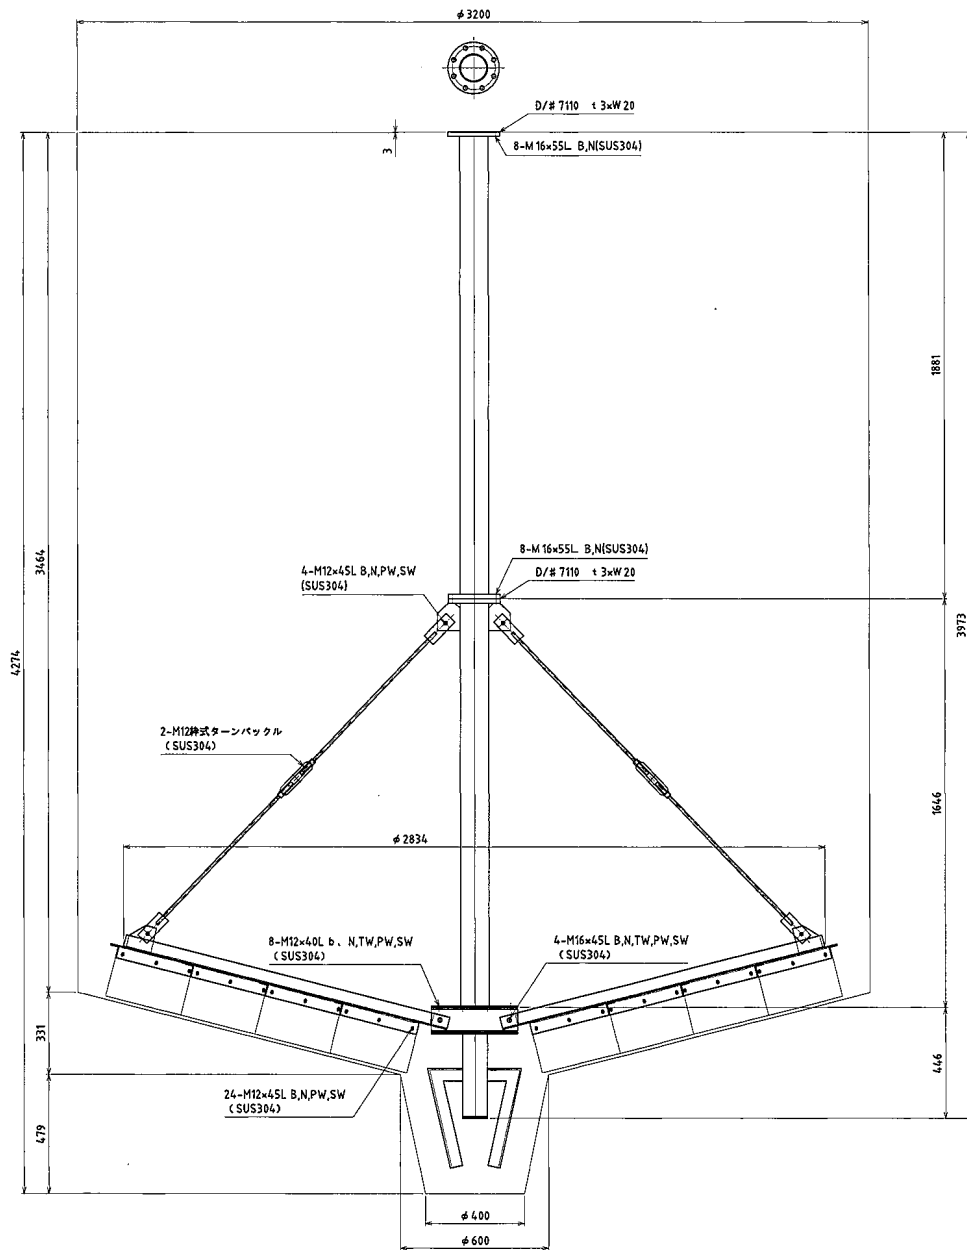 φ3200
D/# 7110 t 3×W 20
8-M 16×55L B,N(SUS304)
3
1881
3464
8-M 16×55L B,N(SUS304)
D/# 7110 t 3×W 20
4-M12×45L B,N,PW,SW
(SUS304)
3973
4274
2-M12枠式ターンバックル
(SUS304)
1646
φ2834
8-M12×40L b、N,TW,PW,SW
(SUS304)
4-M16×45L B,N,TW,PW,SW
(SUS304)
331
446
24-M12×45L B,N,PW,SW
(SUS304)
479
φ400
φ600